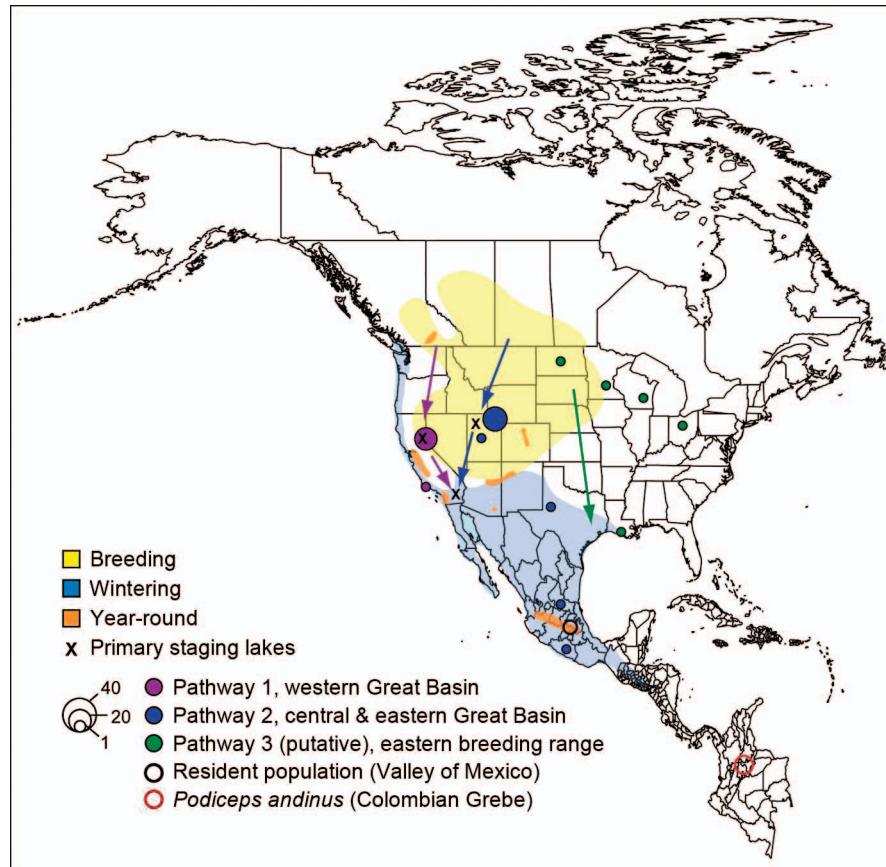 Breeding
Wintering
Year-round
x Primary staging lakes
40
20
1
Pathway 1, western Great Basin
Pathway 2, central & eastern Great Basin
Pathway 3 (putative), eastern breeding range
Resident population (Valley of Mexico)
Podiceps andinus (Colombian Grebe)
x
x
x